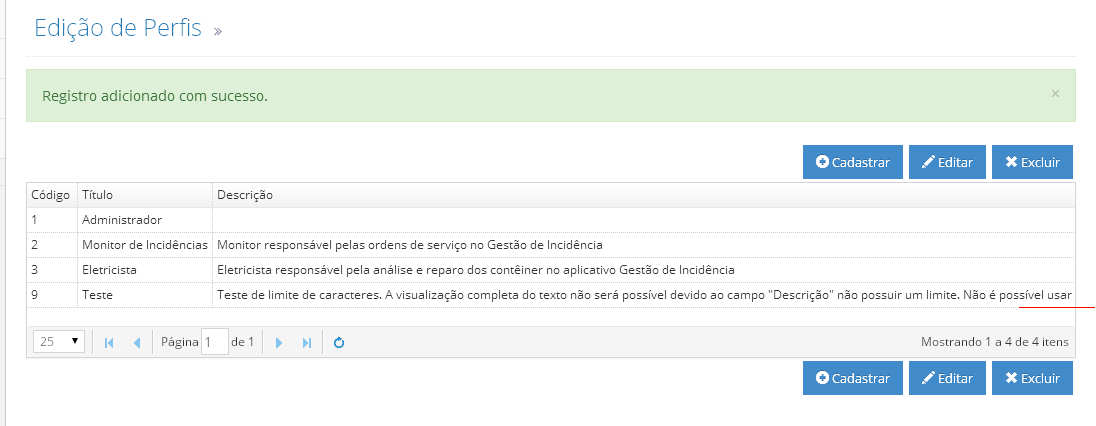 Edição de Perfis »
Registro adicionado com sucesso. ×
Cadastrar Editar Excluir
Código Título Descrição
1 Administrador
2 Monitor de Incidências Monitor responsável pelas ordens de serviço no Gestão de Incidência
3 Eletricista Eletricista responsável pela análise e reparo dos contêiner no aplicativo Gestão de Incidência
9 Teste Teste de limite de caracteres. A visualização completa do texto não será possível devido ao campo "Descrição" não possuir um limite. Não é possível usar
25 Página 1 de 1 Mostrando 1 a 4 de 4 itens
Cadastrar Editar Excluir